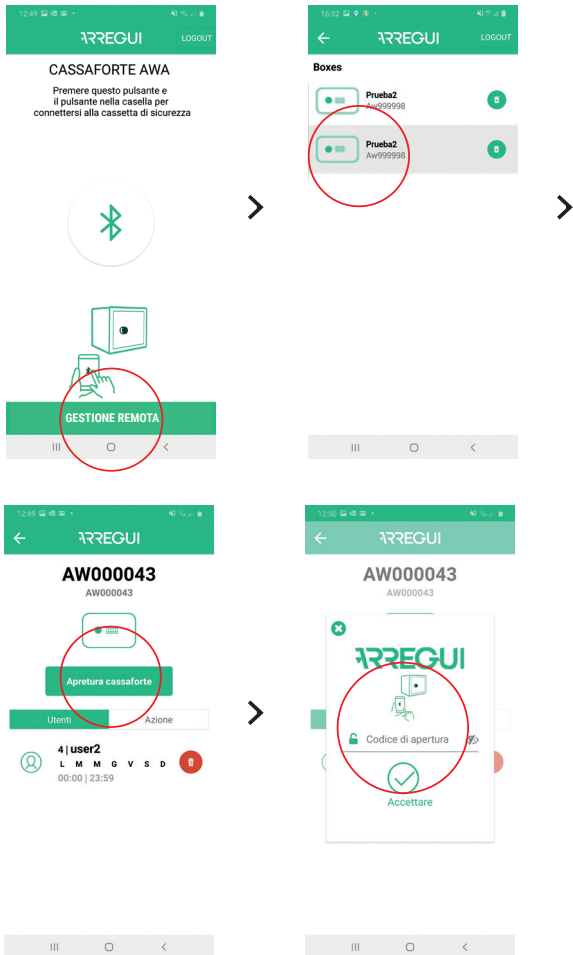 12:49
ARREGUI
LOGOUT
CASSAFORTE AWA
Premere questo pulsante e
il pulsante nella casella per
connettersi alla cassetta di sicurezza
GESTIONE REMOTA
16:32
ARREGUI
LOGOUT
Boxes
Prueba2
Aw999998
Prueba2
Aw999998
12:49
ARREGUI
AW000043
AW000043
Apretura cassaforte
Utenti
Azione
4 | user2
L M M G V S D
00:00 | 23:59
12:50
ARREGUI
AW000043
AW000043
ARREGUI
Codice di apertura
Accettare